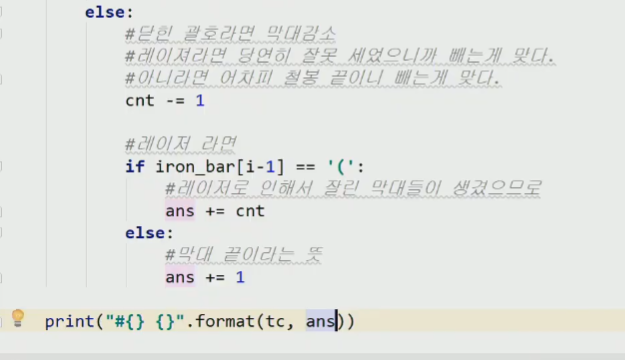 else:
#닫힌 괄호라면 막대감소
#레이저라면 당연히 잘못 세었으니까 빼는게 맞다.
#아니라면 어차피 철봉 끝이니 빼는게 맞다.
cnt -= 1
#레이저 라면
if iron_bar[i-1] == '(':
#레이저로 인해서 잘린 막대들이 생겼으므로
ans += cnt
else:
#막대 끝이라는 뜻
ans += 1
print("#{} {}".format(tc, ans))